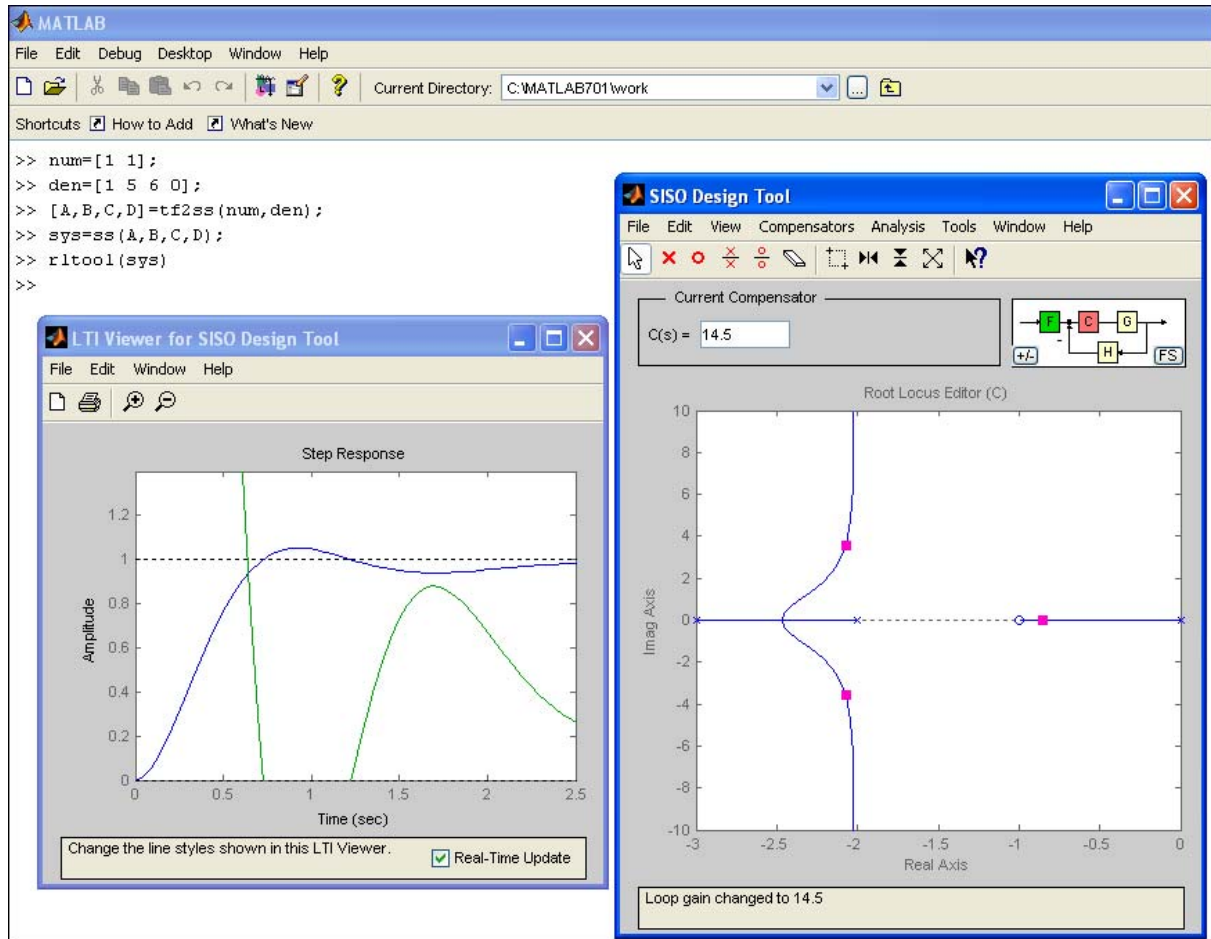 MATLAB
File Edit Debug Desktop Window Help
Current Directory: C:\MATLAB701\work
Shortcuts How to Add What's New
>> num=[1 1];
>> den=[1 5 6 0];
>> [A,B,C,D]=tf2ss(num,den);
>> sys=ss(A,B,C,D);
>> rltool(sys)
>>
LTI Viewer for SISO Design Tool
File Edit Window Help
Step Response
Amplitude
1.2
1
0.8
0.6
0.4
0.2
0
0 0.5 1 1.5 2 2.5
Time (sec)
Change the line styles shown in this LTI Viewer.
Real-Time Update
SISO Design Tool
File Edit View Compensators Analysis Tools Window Help
Current Compensator
C(s) = 14.5
F C G
- H
+/- FS
Root Locus Editor (C)
Imag Axis
10
8
6
4
2
0
-2
-4
-6
-8
-10
-3 -2.5 -2 -1.5 -1 -0.5 0
Real Axis
Loop gain changed to 14.5